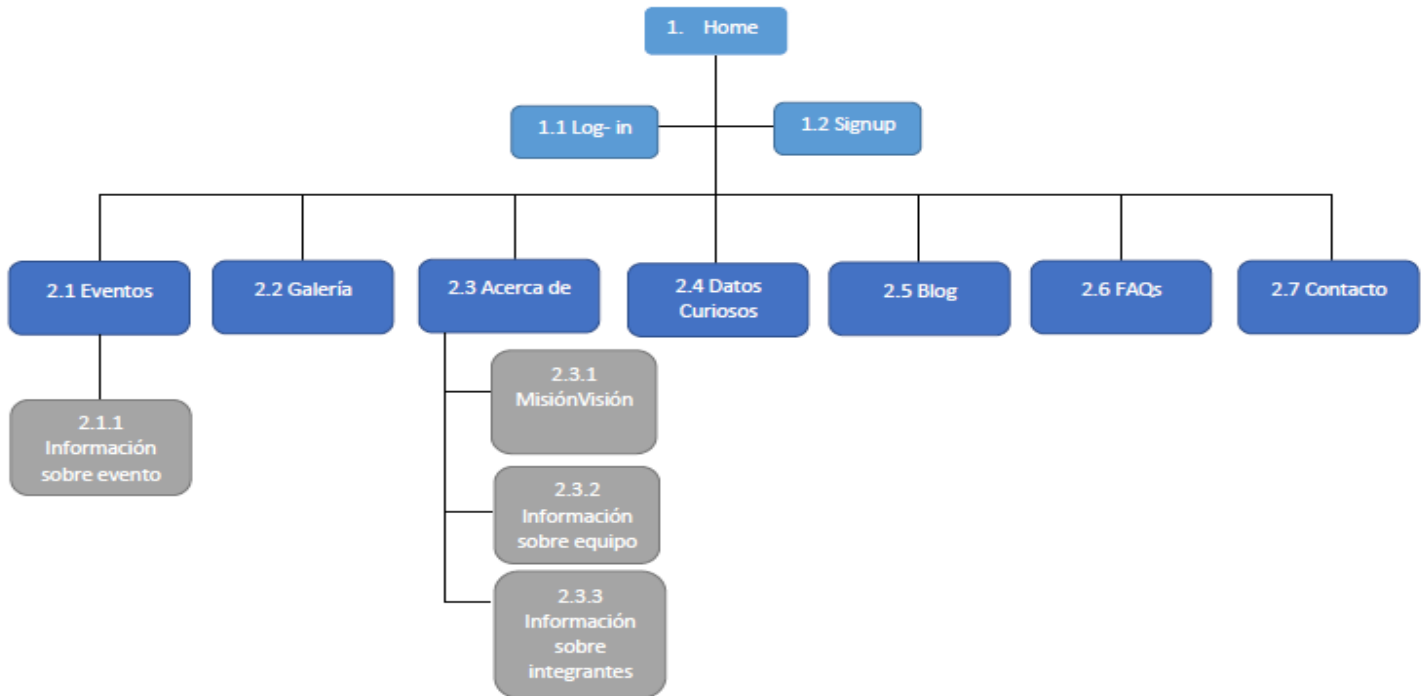 1. Home
1.1 Log- in
1.2 Signup
2.1 Eventos
2.2 Galería
2.3 Acerca de
2.4 Datos
Curiosos
2.5 Blog
2.6 FAQs
2.7 Contacto
2.1.1
Información
sobre evento
2.3.1
MisiónVisión
2.3.2
Información
sobre equipo
2.3.3
Información
sobre
integrantes